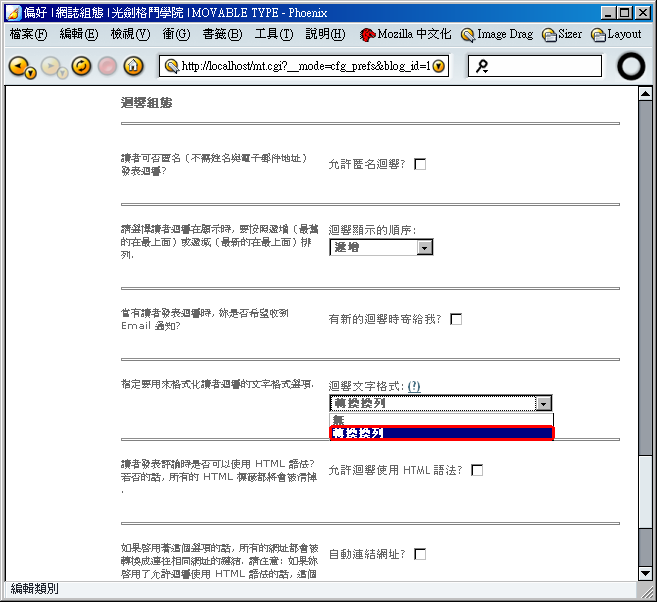 偏好 | 網誌組態 | 光劍格鬥學院 | MOVABLE TYPE - Phoenix
檔案(F) 編輯(E) 檢視(V) 衝(G) 書籤(B) 工具(T) 說明(H) Mozilla 中文化 Image Drag Sizer Layout
http://localhost/mt.cgi?__mode=cfg_prefs&blog_id=1
迴響組態
讀者可否匿名 (不需姓名與電子郵件地址)
發表迴響?
允許匿名迴響?
請選擇讀者迴響在顯示時, 要按照遞增 (最舊
的在最上面) 或遞減 (最新的在最上面) 排
列.
迴響顯示的順序:
遞增
當有讀者發表迴響時, 妳是否希望收到
Email 通知?
有新的迴響時寄給我?
指定要用來格式化讀者迴響的文字格式選項.
迴響文字格式: (?)
轉換換列
無
轉換換列
讀者發表評論時是否可以使用 HTML 語法?
若否的話, 所有的 HTML 標籤都將會被清掉
.
允許迴響使用 HTML 語法?
如果啓用著這個選項的話, 所有的網址都會被
轉換成連往相同網址的鏈結. 請注意: 如果妳
啓用了允許迴響使用 HTML 語法的話, 這個
自動連結網址?
編輯類別